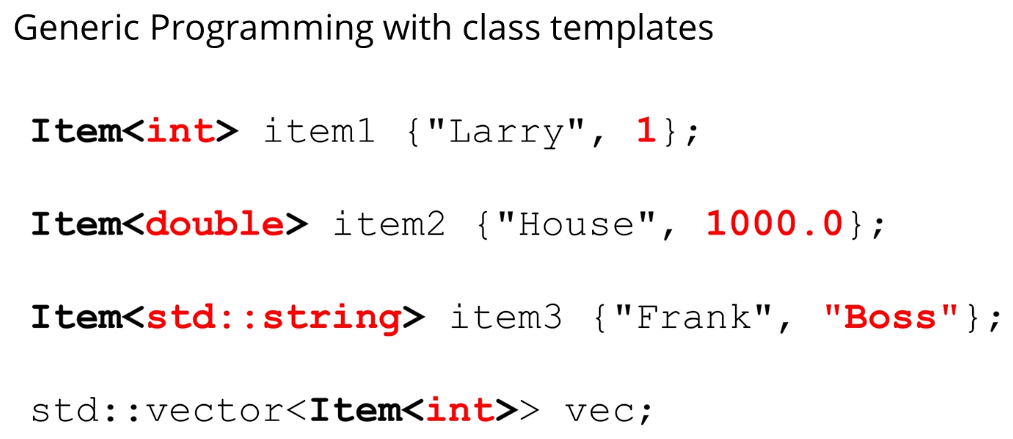 Generic Programming with class templates
Item<int> item1 {"Larry", 1};
Item<double> item2 {"House", 1000.0};
Item<std::string> item3 {"Frank", "Boss"};
std::vector<Item<int>> vec;